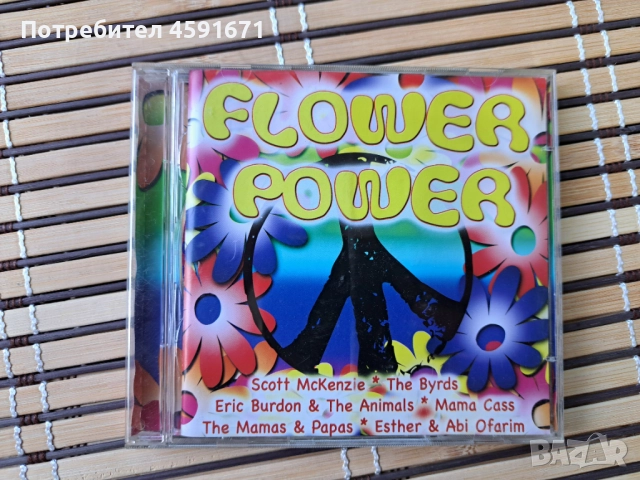 Потребител 4591671
FLOWER
POWER
Scott McKenzie * The Byrds
Eric Burdon & The Animals * Mama Cass
The Mamas & Papas * Esther & Abi Ofarim
BAZAR